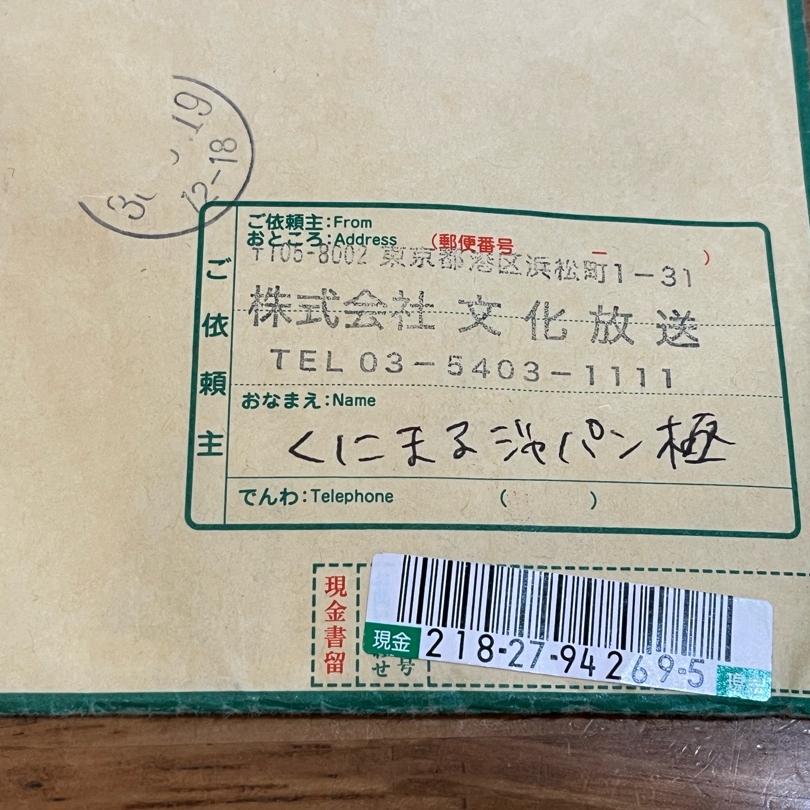 19
12-18
ご依頼主
ご依頼主:From
おところ:Address (郵便番号 - )
〒105-8002 東京都港区浜松町1-31
株式会社 文化放送
TEL 03-5403-1111
おなまえ:Name
くにまるジャパン極
でんわ:Telephone ( )
現金書留
号
せ
現金 218-27-94269-5